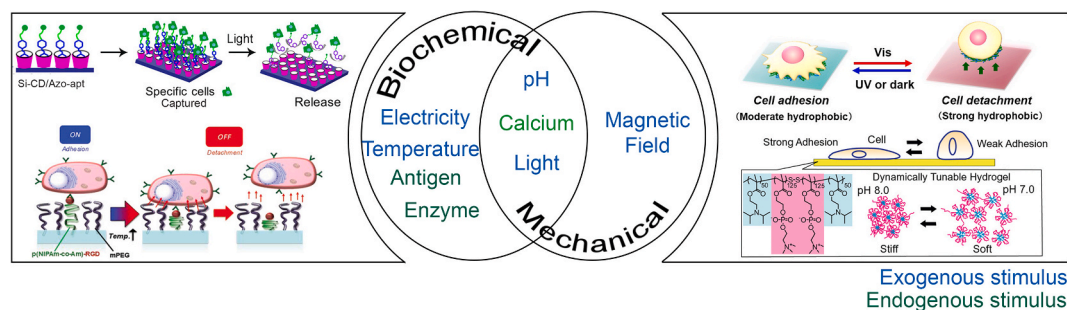 Light
Si-CD/Azo-apt
Specific cells
Captured
Release
ON
Adhesion
OFF
Detachment
Temp.
p(NIPAm-co-Am)-RGD
mPEG
Biochemical
Electricity
Temperature
Antigen
Enzyme
pH
Calcium
Light
Magnetic
Field
Mechanical
Vis
UV or dark
Cell adhesion
(Moderate hydrophobic)
Cell detachment
(Strong hydrophobic)
Strong Adhesion
Cell
Weak Adhesion
Dynamically Tunable Hydrogel
pH 8.0
pH 7.0
Stiff
Soft
Exogenous stimulus
Endogenous stimulus